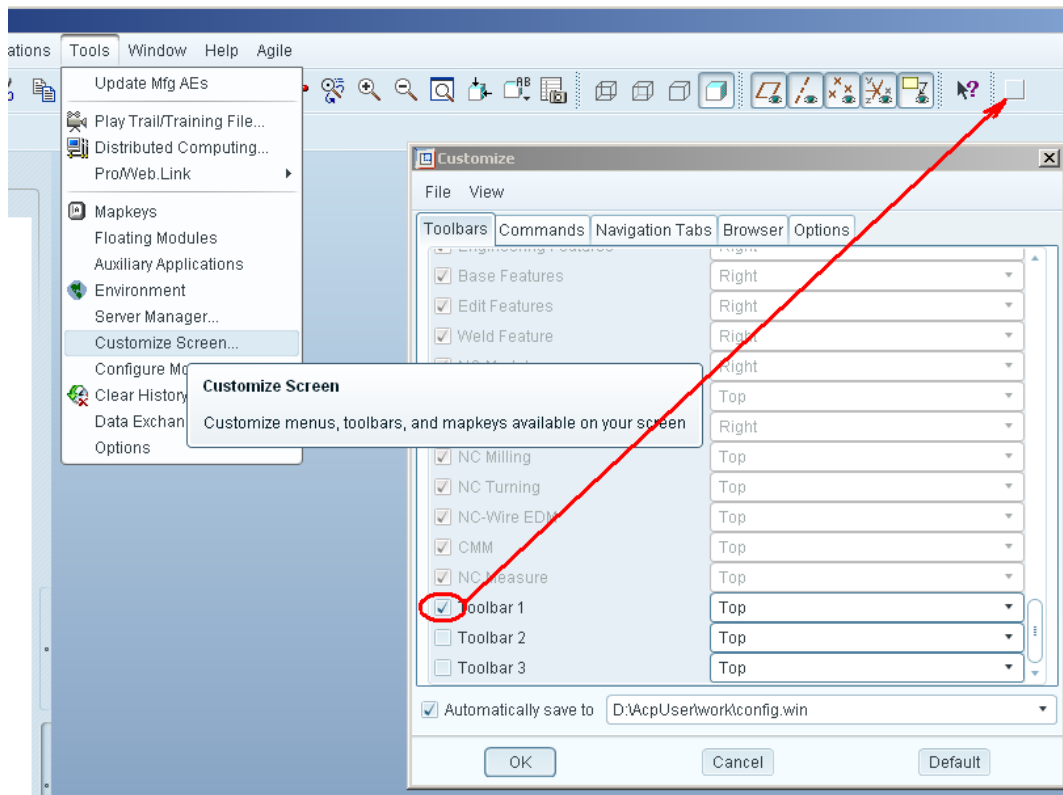 ations Tools Window Help Agile
Update Mfg AEs
Play Trail/Training File...
Distributed Computing...
Pro/Web.Link
Mapkeys
Floating Modules
Auxiliary Applications
Environment
Server Manager...
Customize Screen...
Configure Mo
Clear History
Data Exchan
Options
Customize Screen
Customize menus, toolbars, and mapkeys available on your screen
Customize
File View
Toolbars Commands Navigation Tabs Browser Options
Engineering Features Right
Base Features Right
Edit Features Right
Weld Feature Right
Right
Top
Right
NC Milling Top
NC Turning Top
NC-Wire EDM Top
CMM Top
NC Measure Top
Toolbar 1 Top
Toolbar 2 Top
Toolbar 3 Top
Automatically save to D:\AcpUser\work\config.win
OK Cancel Default